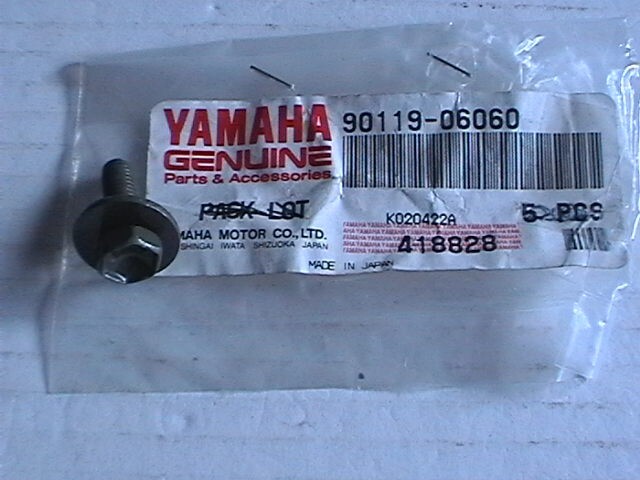 YAMAHA
GENUINE
Parts & Accessories
90119-06060
PACK LOT
K020422A
5 PCS
MAHA MOTOR CO., LTD.
SHINGAI IWATA SHIZUOKA JAPAN
418828
MADE IN JAPAN